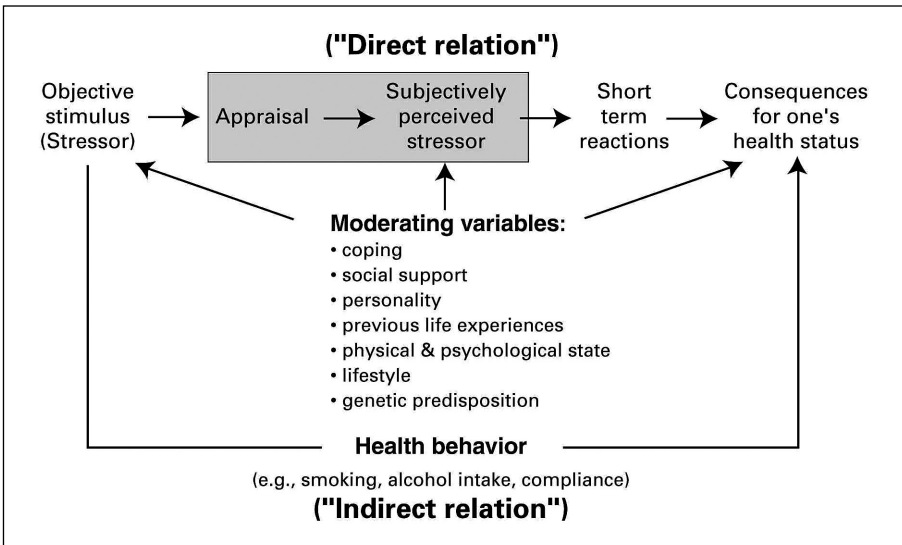 ("Direct relation")
Objective
stimulus
(Stressor)
Appraisal
Subjectively
perceived
stressor
Short
term
reactions
Consequences
for one's
health status
Moderating variables:
• coping
• social support
• personality
• previous life experiences
• physical & psychological state
• lifestyle
• genetic predisposition
Health behavior
(e.g., smoking, alcohol intake, compliance)
("Indirect relation")